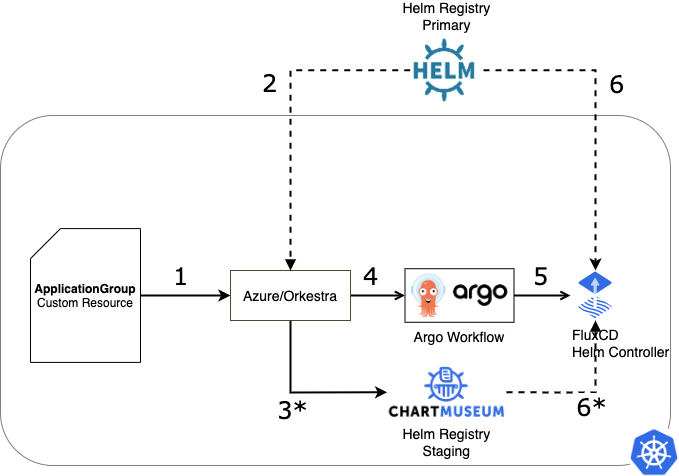 Helm Registry
Primary
HELM
2
6
ApplicationGroup
Custom Resource
1
Azure/Orkestra
4
argo
Argo Workflow
5
FluxCD
Helm Controller
3*
CHARTMUSEUM
Helm Registry
Staging
6*